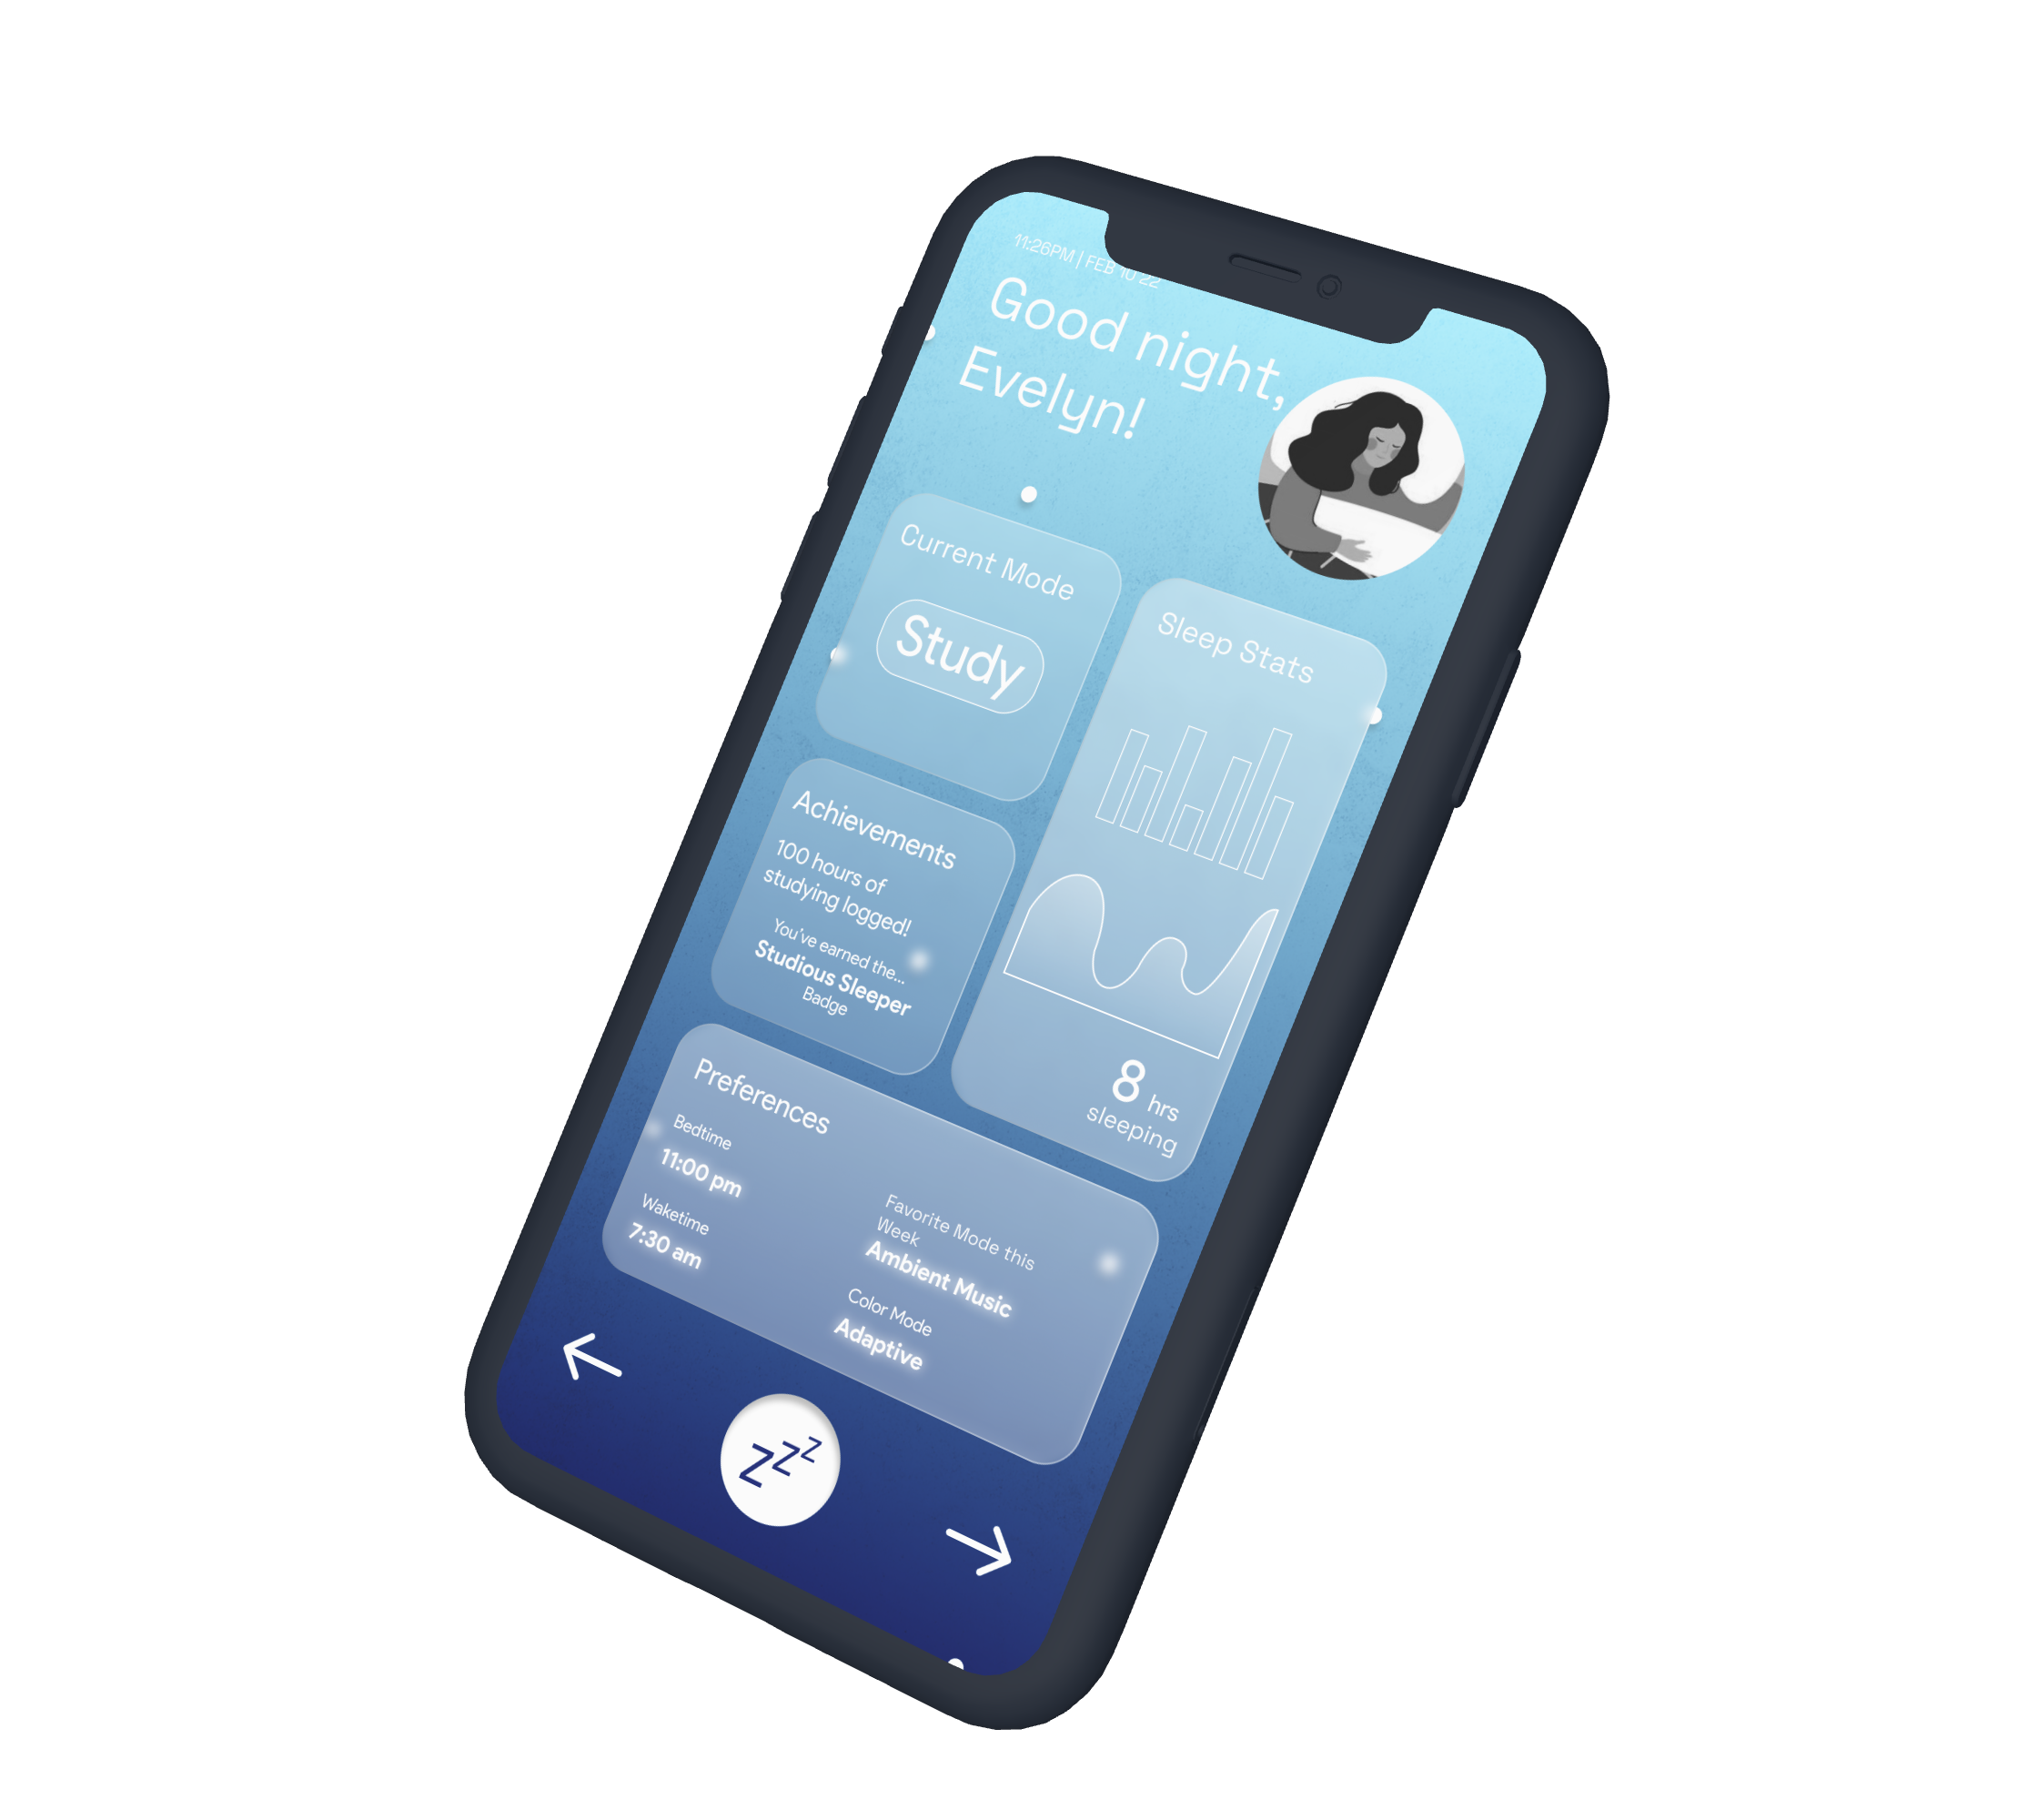 11:26PM | FEB 10 22
Good night,
Evelyn!
Current Mode
Study
Sleep Stats
8 hrs
sleeping
Achievements
100 hours of
studying logged!
You've earned the...
Studious Sleeper
Badge
Preferences
Bedtime
11:00 pm
Waketime
7:30 am
Favorite Mode this
Week
Ambient Music
Color Mode
Adaptive
zzz